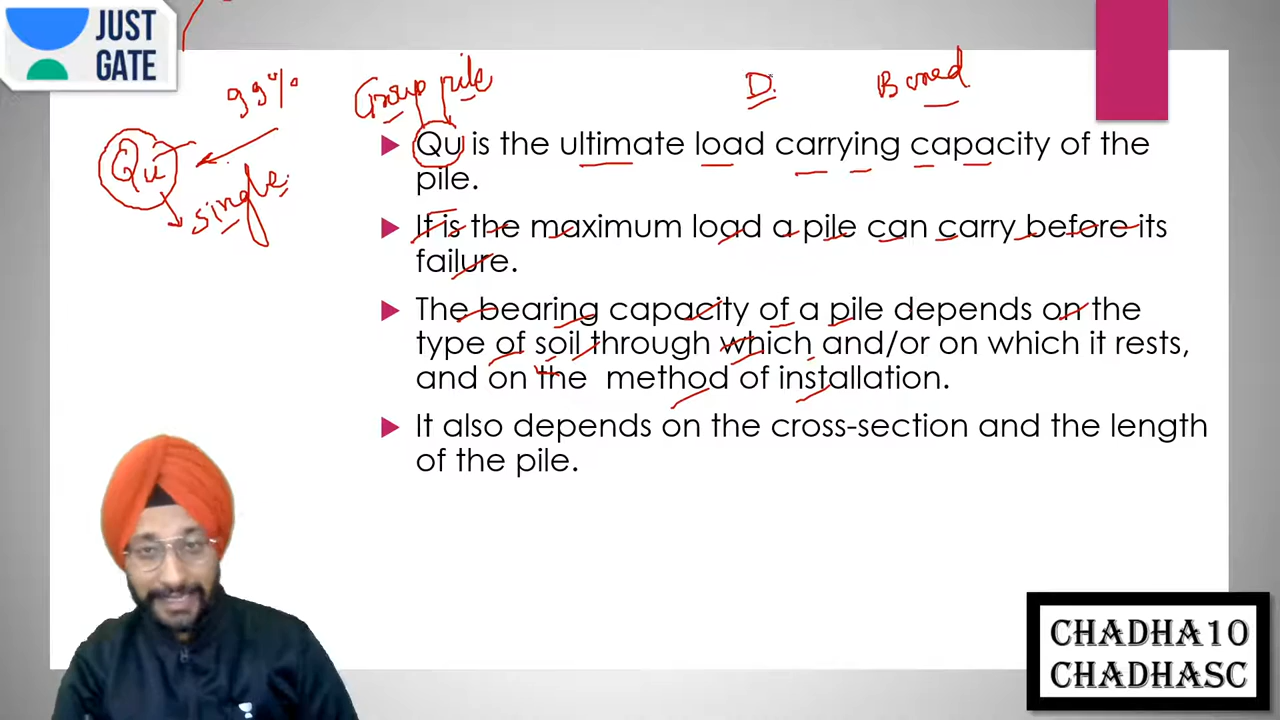 JUST
GATE
99%
Group pile
D.
Bored
Qu
single
Qu is the ultimate load carrying capacity of the
pile.
If is the maximum load a pile can carry before its
failure.
The bearing capacity of a pile depends on the
type of soil through which and/or on which it rests,
and on the method of installation.
It also depends on the cross-section and the length
of the pile.
CHADHA10
CHADHASC